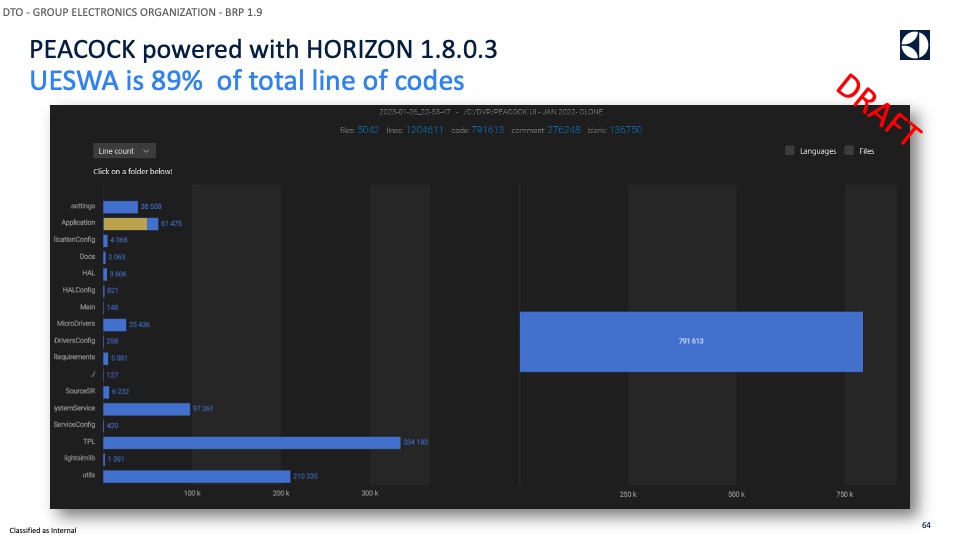 DTO - GROUP ELECTRONICS ORGANIZATION - BRP 1.9
PEACOCK powered with HORIZON 1.8.0.3
UESWA is 89% of total line of codes
DRAFT
2023-01-26_22-53-47 - /C:/DVP/PEACOCK UI - JAN 2022- CLONE
files: 5042 lines: 1204611 code: 791613 comment: 276248 blank: 136750
Line count
Languages Files
Click on a folder below!
.settings 38 508
Application 61 475
licationConfig 4 368
Docs 2 063
HAL 3 606
HALConfig 821
Main 148
MicroDrivers 25 436
DriversConfig 258
Requirements 5 081
./ 127
SourceSR 6 232
ystemService 97 261
ServiceConfig 420
TPL 334 183
lightsimlib 1 391
utils 210 235
100 k 200 k 300 k
791 613
250 k 500 k 750 k
Classified as Internal
64